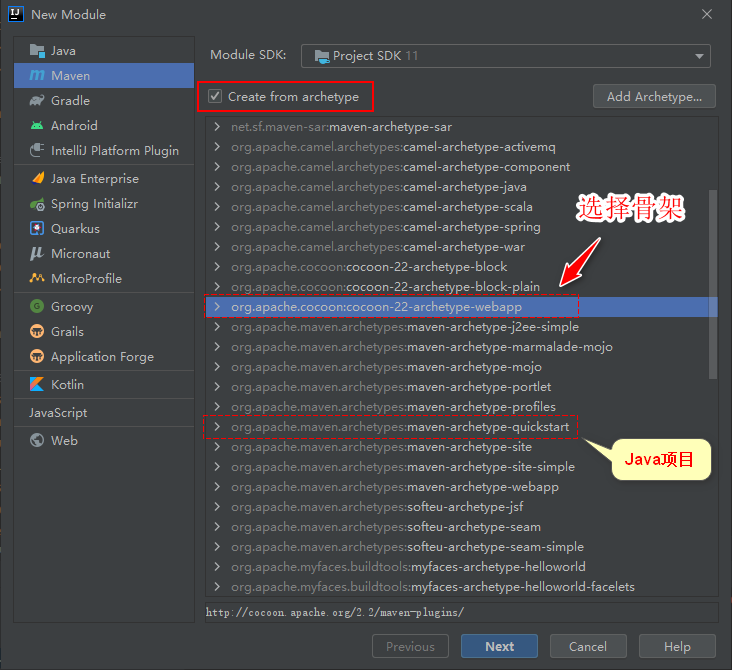 IJ
New Module
Java
Maven
Gradle
Android
IntelliJ Platform Plugin
Java Enterprise
Spring Initializr
Quarkus
Micronaut
MicroProfile
Groovy
Grails
Application Forge
Kotlin
JavaScript
Web
Module SDK:
Project SDK 11
Create from archetype
Add Archetype...
net.sf.maven-sar:maven-archetype-sar
org.apache.camel.archetypes:camel-archetype-activemq
org.apache.camel.archetypes:camel-archetype-component
org.apache.camel.archetypes:camel-archetype-java
org.apache.camel.archetypes:camel-archetype-scala
org.apache.camel.archetypes:camel-archetype-spring
org.apache.camel.archetypes:camel-archetype-war
选择骨架
org.apache.cocoon:cocoon-22-archetype-block
org.apache.cocoon:cocoon-22-archetype-block-plain
org.apache.cocoon:cocoon-22-archetype-webapp
org.apache.maven.archetypes:maven-archetype-j2ee-simple
org.apache.maven.archetypes:maven-archetype-marmalade-mojo
org.apache.maven.archetypes:maven-archetype-mojo
org.apache.maven.archetypes:maven-archetype-portlet
org.apache.maven.archetypes:maven-archetype-profiles
org.apache.maven.archetypes:maven-archetype-quickstart
Java项目
org.apache.maven.archetypes:maven-archetype-site
org.apache.maven.archetypes:maven-archetype-site-simple
org.apache.maven.archetypes:maven-archetype-webapp
org.apache.maven.archetypes:softeu-archetype-jsf
org.apache.maven.archetypes:softeu-archetype-seam
org.apache.maven.archetypes:softeu-archetype-seam-simple
org.apache.myfaces.buildtools:myfaces-archetype-helloworld
org.apache.myfaces.buildtools:myfaces-archetype-helloworld-facelets
http://cocoon.apache.org/2.2/maven-plugins/
Previous
Next
Cancel
Help